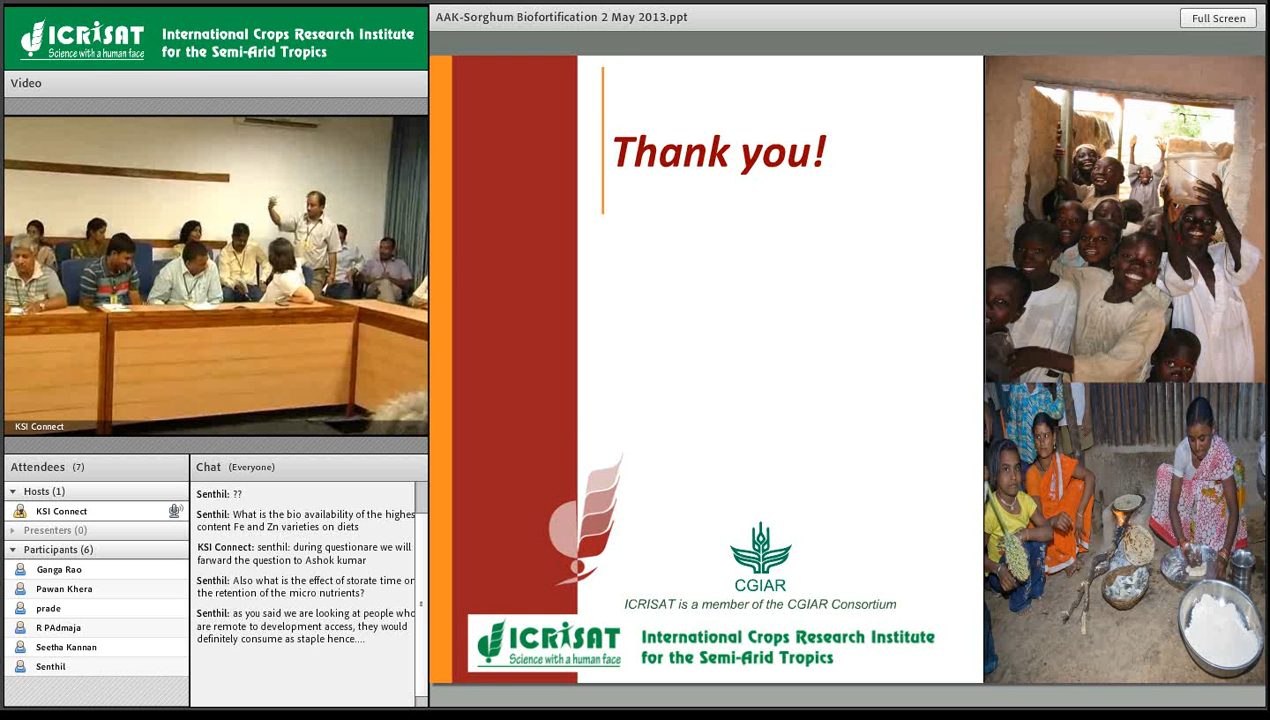 ICRISAT
Science with a human face
International Crops Research Institute
for the Semi-Arid Tropics
AAK-Sorghum Biofortification 2 May 2013.ppt
Full Screen
Video
KSI Connect
Thank you!
CGIAR
ICRISAT is a member of the CGIAR Consortium
ICRISAT
Science with a human face
International Crops Research Institute
for the Semi-Arid Tropics
Attendees (7)
Hosts (1)
KSI Connect
Presenters (0)
Participants (6)
Ganga Rao
Pawan Khera
prade
R PAdmaja
Seetha Kannan
Senthil
Chat (Everyone)
Senthil: ??
Senthil: What is the bio availability of the highes
content Fe and Zn varieties on diets
KSI Connect: senthil: during questionare we will
farward the question to Ashok kumar
Senthil: Also what is the effect of storate time on
the retention of the micro nutrients?
Senthil: as you said we are looking at people who
are remote to development access, they would
definitely consume as staple hence....